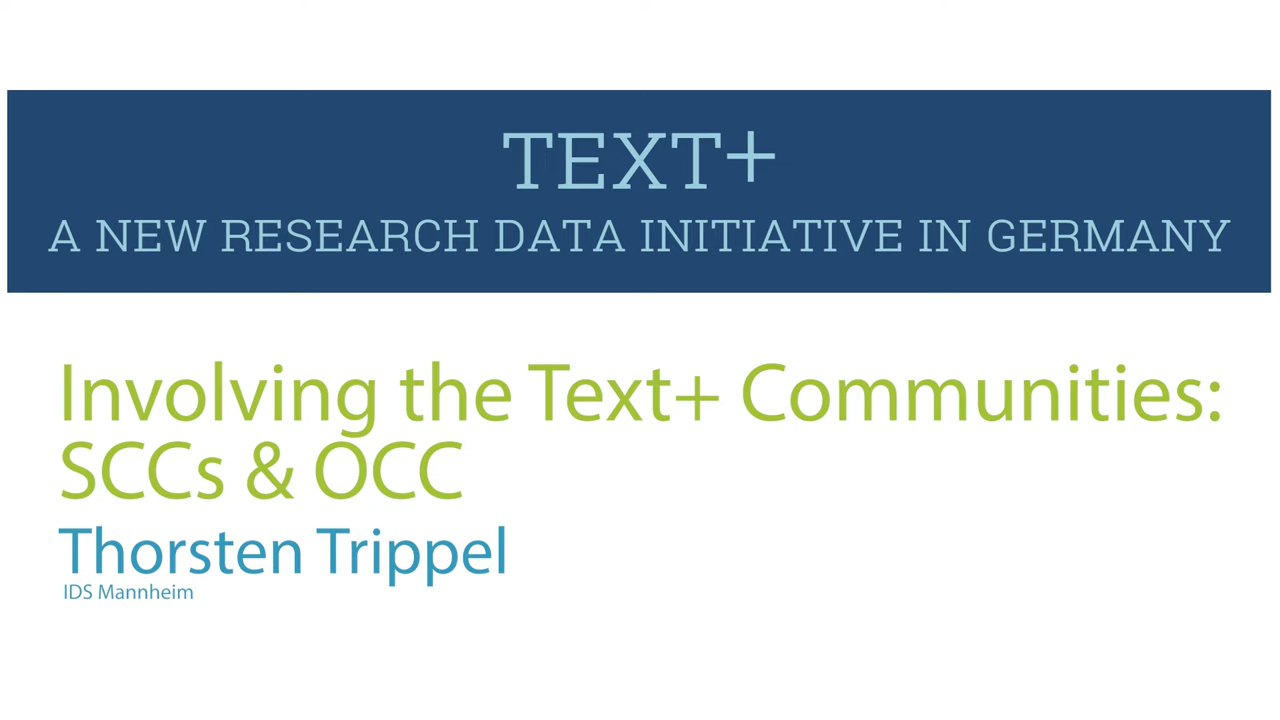 TEXT+
A NEW RESEARCH DATA INITIATIVE IN GERMANY
Involving the Text+ Communities:
SCCs & OCC
Thorsten Trippel
IDS Mannheim